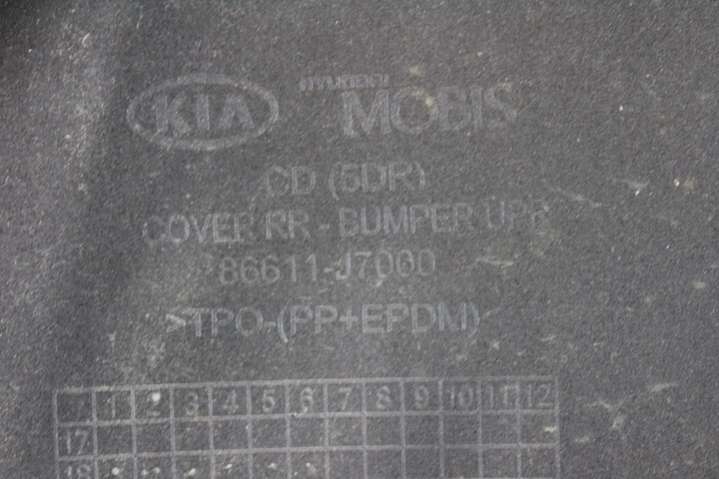 KIA HYUNDAI MOBIS
CD (5DR)
COVER RR - BUMPER UPR
86611-J7000
>TPO-(PP+EPDM)
1 2 3 4 5 6 7 8 9 10 11 12
17
18